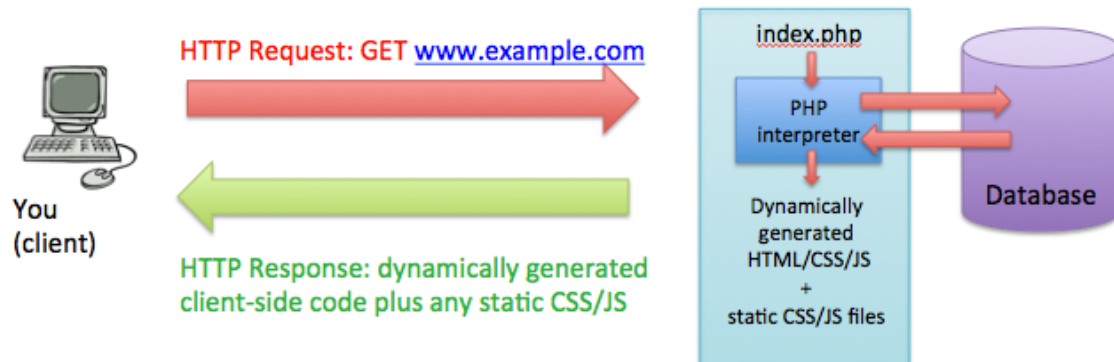 HTTP Request: GET www.example.com
You
(client)
HTTP Response: dynamically generated
client-side code plus any static CSS/JS
index.php
PHP
interpreter
Dynamically
generated
HTML/CSS/JS
+
static CSS/JS files
Database